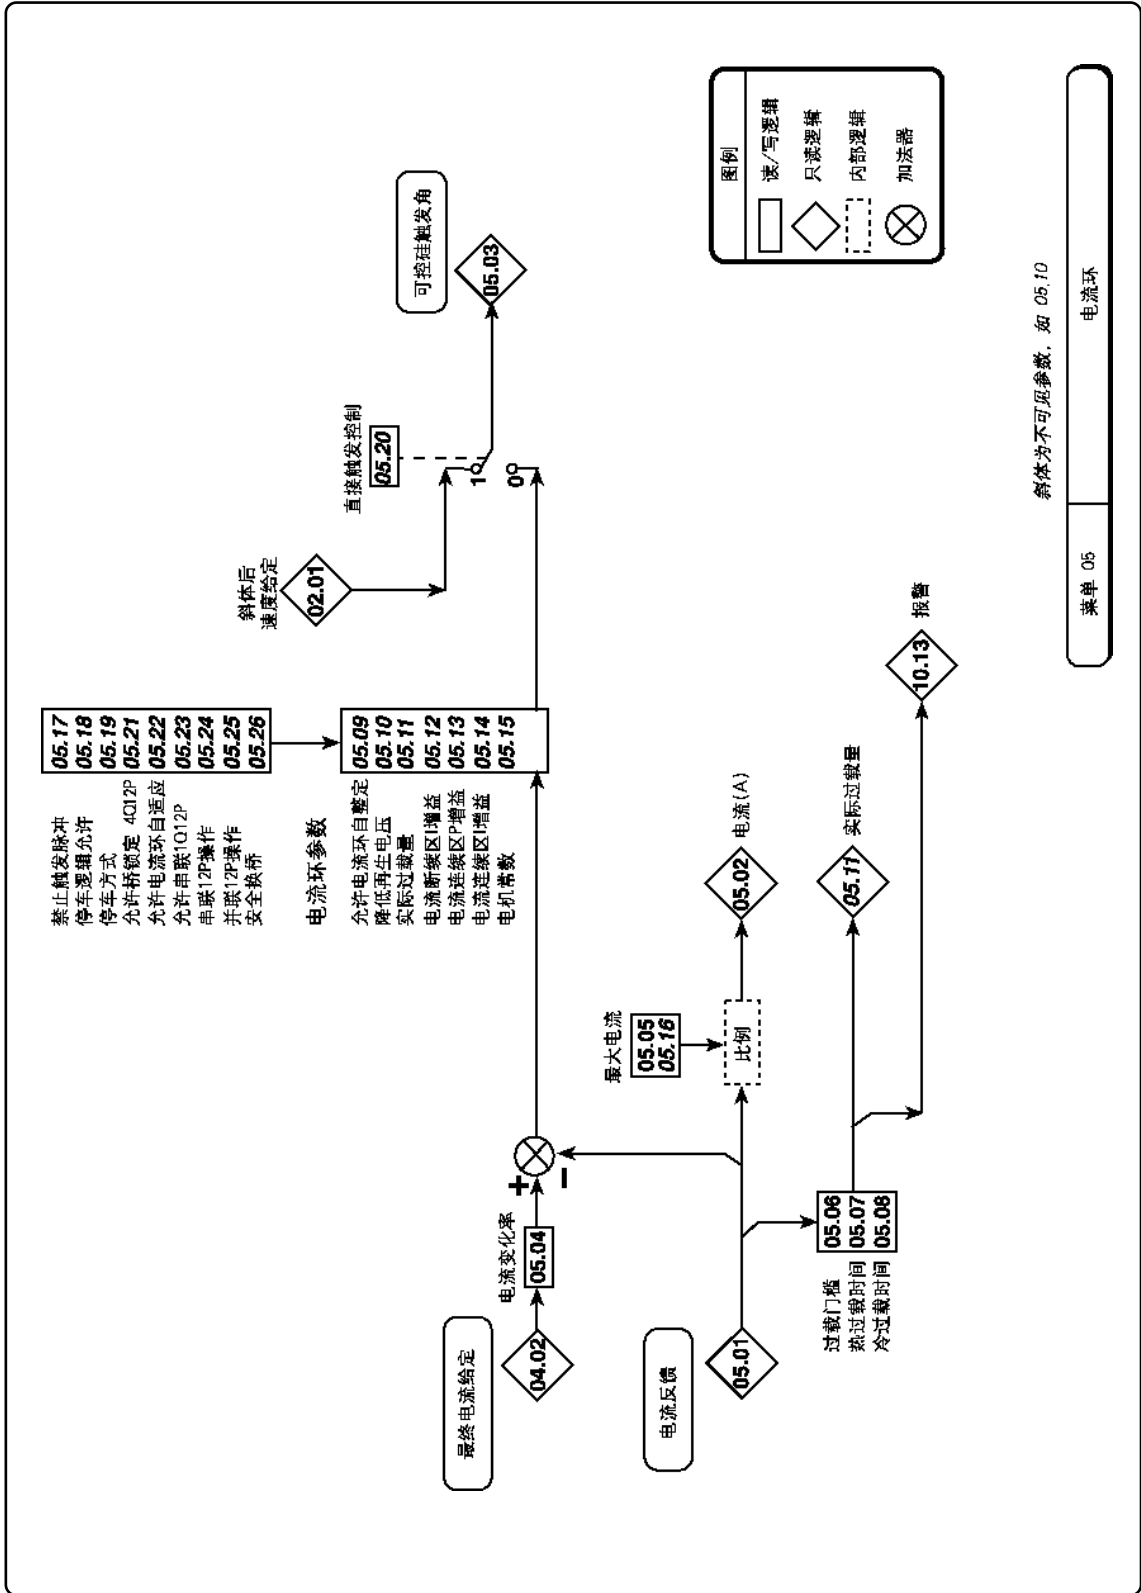 禁止触发脉冲 05.17
停车逻辑允许 05.18
停车方式 05.19
允许桥锁定 4Q12P 05.21
允许电流环自适应 05.22
允许串联1Q12P 05.23
串联12P操作 05.24
并联12P操作 05.25
安全换桥 05.26
电流环参数
允许电流环自整定 05.09
降低再生电压 05.10
实际过载量 05.11
电流断续区I增益 05.12
电流连续区P增益 05.13
电流连续区I增益 05.14
电机常数 05.15
斜体后
速度给定
02.01
直接触发控制
05.20
1
0
可控硅触发角
05.03
最终电流给定
04.02
电流变化率
05.04
+
−
电流反馈
05.01
最大电流
05.05
05.16
比例
05.02
电流(A)
过载门槛 05.06
热过载时间 05.07
冷过载时间 05.08
05.11
实际过载量
10.13
报警
图例
读/写逻辑
只读逻辑
内部逻辑
加法器
斜体为不可见参数，如 05.10
菜单 05
电流环